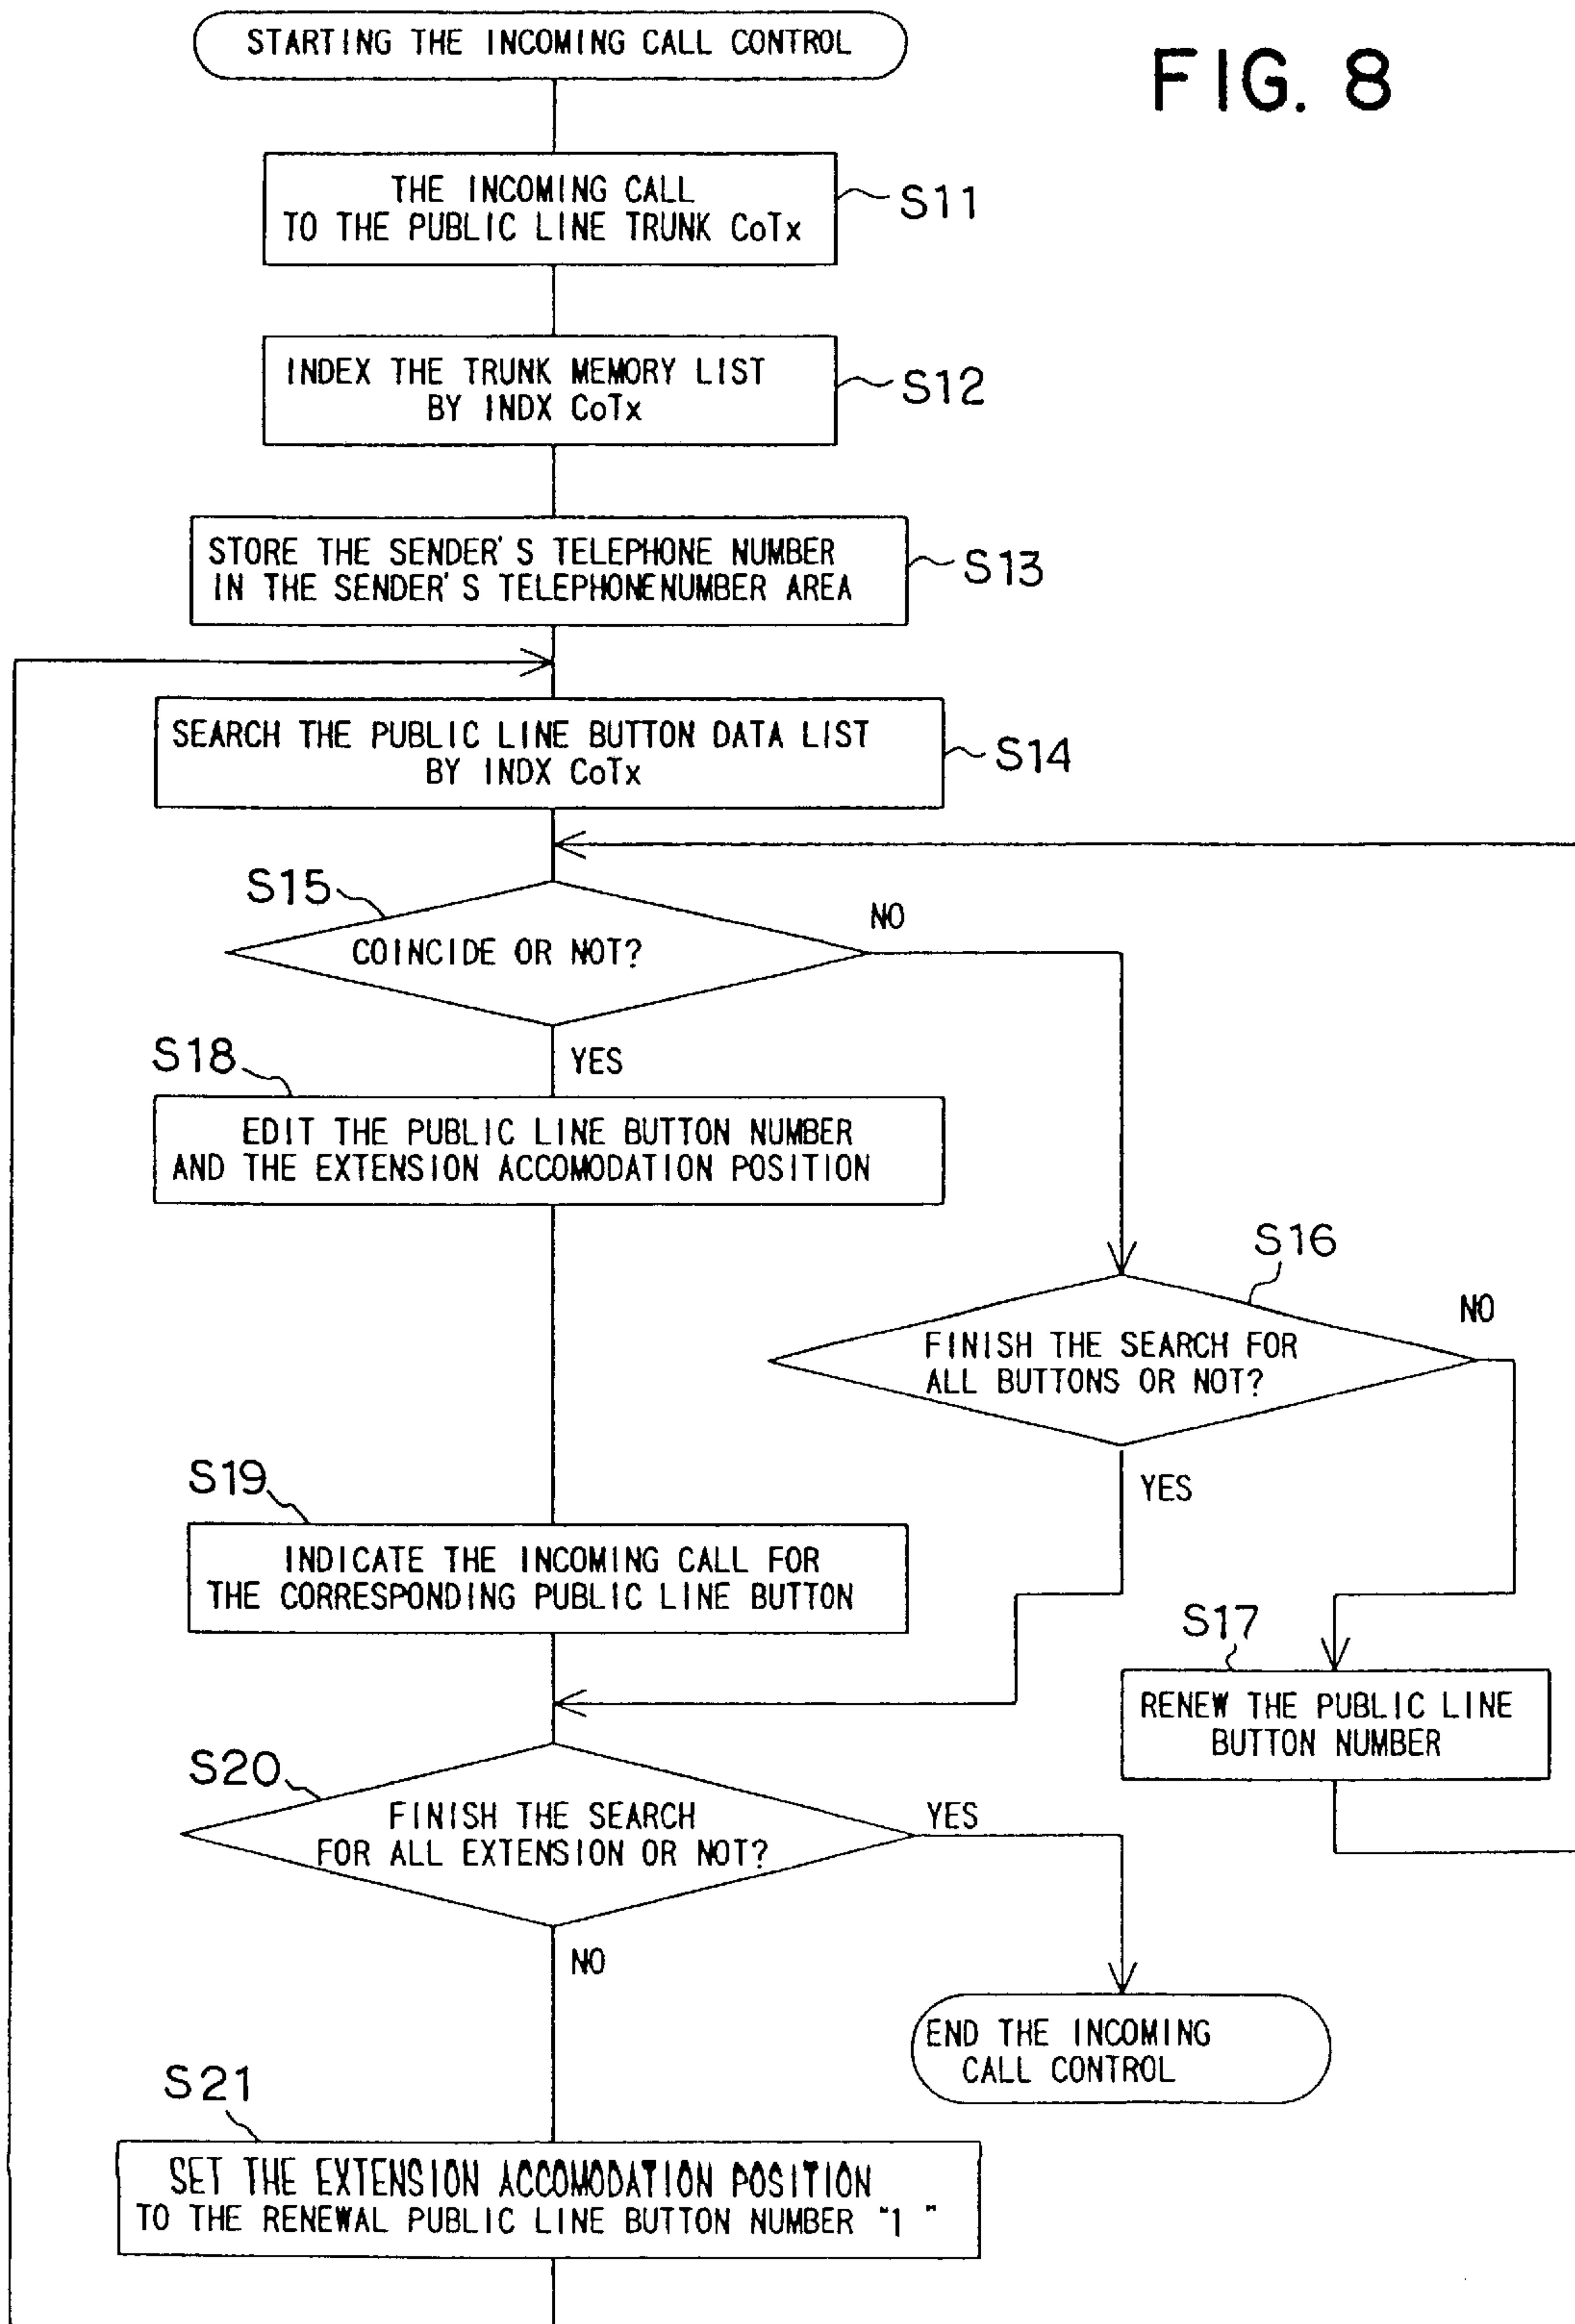 STARTING THE INCOMING CALL CONTROL
FIG. 8
THE INCOMING CALL
TO THE PUBLIC LINE TRUNK CoTx
S11
INDEX THE TRUNK MEMORY LIST
BY INDX CoTx
S12
STORE THE SENDER'S TELEPHONE NUMBER
IN THE SENDER'S TELEPHONENUMBER AREA
S13
SEARCH THE PUBLIC LINE BUTTON DATA LIST
BY INDX CoTx
S14
S15
COINCIDE OR NOT?
NO
YES
S18
EDIT THE PUBLIC LINE BUTTON NUMBER
AND THE EXTENSION ACCOMODATION POSITION
S16
FINISH THE SEARCH FOR
ALL BUTTONS OR NOT?
NO
YES
S19
INDICATE THE INCOMING CALL FOR
THE CORRESPONDING PUBLIC LINE BUTTON
S17
RENEW THE PUBLIC LINE
BUTTON NUMBER
S20
FINISH THE SEARCH
FOR ALL EXTENSION OR NOT?
YES
NO
END THE INCOMING
CALL CONTROL
S21
SET THE EXTENSION ACCOMODATION POSITION
TO THE RENEWAL PUBLIC LINE BUTTON NUMBER "1 "